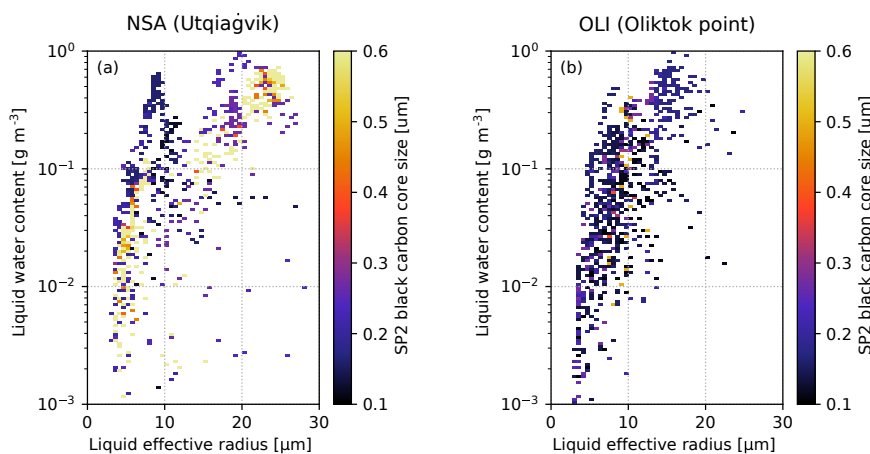 NSA (Utqiaġvik)
(a)
10⁰
10⁻¹
10⁻²
10⁻³
Liquid water content [g m⁻³]
0 10 20 30
Liquid effective radius [µm]
0.6
0.5
0.4
0.3
0.2
0.1
SP2 black carbon core size [um]
OLI (Oliktok point)
(b)
10⁰
10⁻¹
10⁻²
10⁻³
Liquid water content [g m⁻³]
0 10 20 30
Liquid effective radius [µm]
0.6
0.5
0.4
0.3
0.2
0.1
SP2 black carbon core size [um]